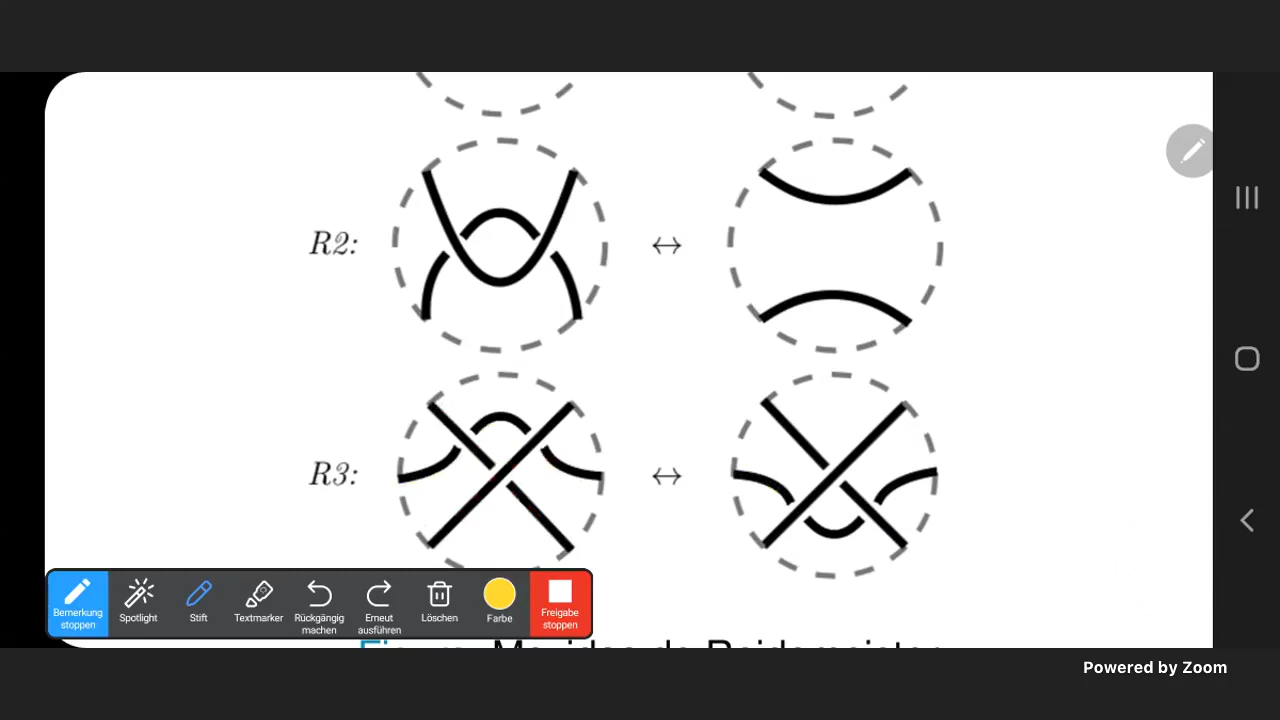 R2:
↔
R3:
↔
Bemerkung stoppen
Spotlight
Stift
Textmarker
Rückgängig machen
Erneut ausführen
Löschen
Farbe
Freigabe stoppen
Powered by Zoom